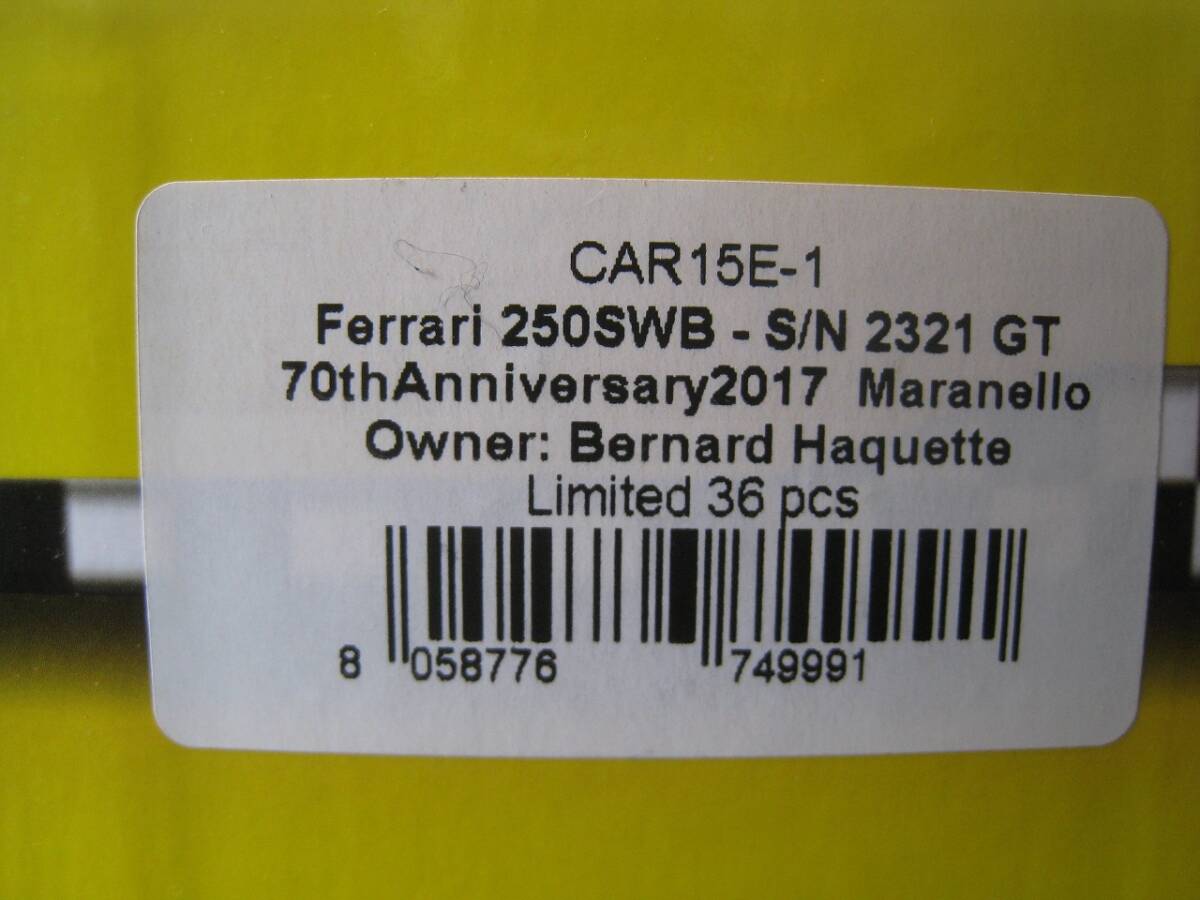 CAR15E-1
Ferrari 250SWB - S/N 2321 GT
70thAnniversary2017 Maranello
Owner: Bernard Haquette
Limited 36 pcs
8 058776 749991